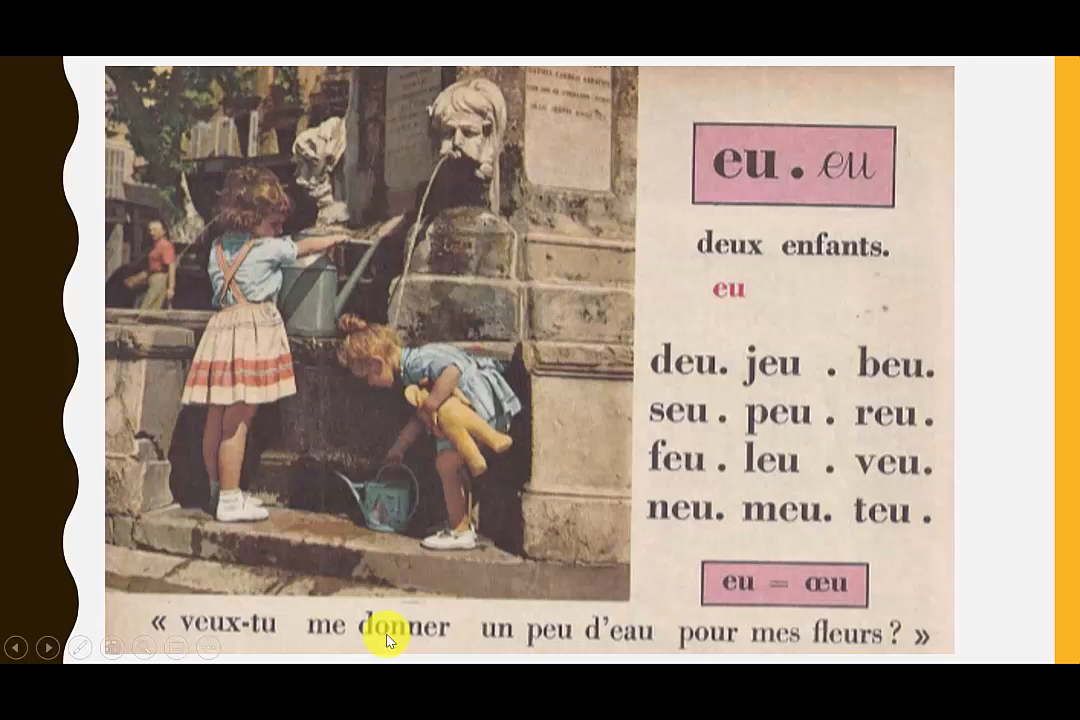 eu . eu
deux enfants.
eu
deu. jeu . beu.
seu . peu . reu .
feu . leu . veu.
neu. meu. teu .
eu = œu
« veux-tu me donner un peu d'eau pour mes fleurs ? »